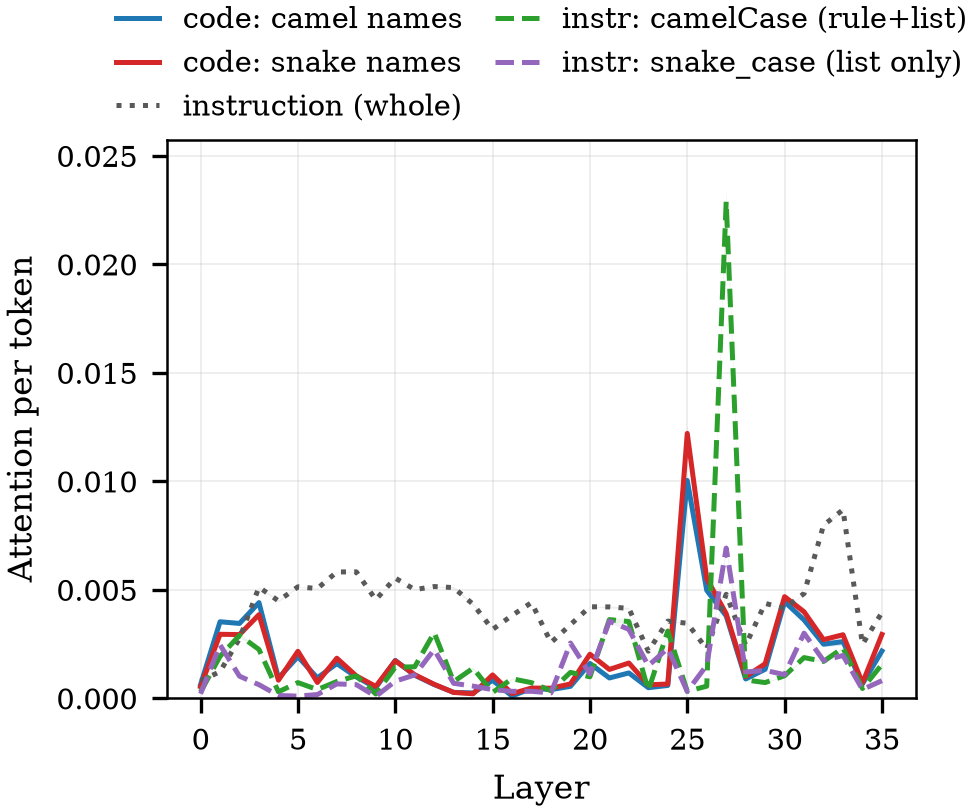 code: camel names
code: snake names
instruction (whole)
instr: camelCase (rule+list)
instr: snake_case (list only)
Attention per token
0.025
0.020
0.015
0.010
0.005
0.000
0 5 10 15 20 25 30 35
Layer